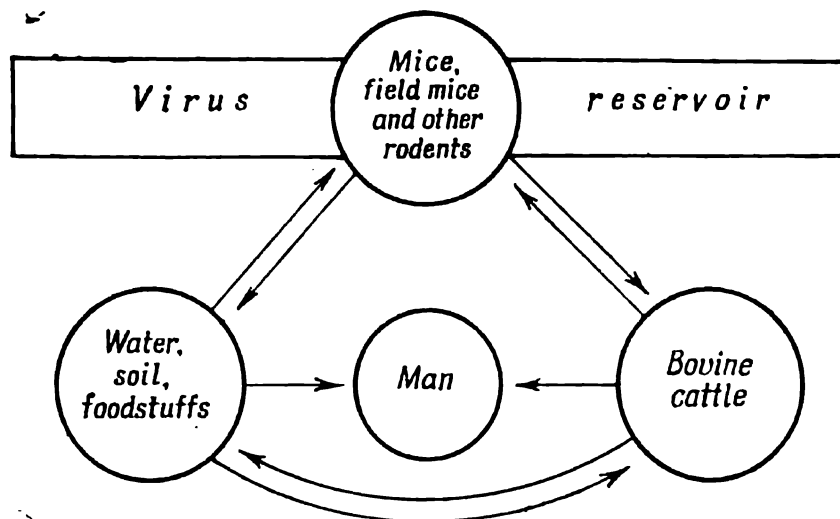 Virus
Mice,
field mice
and other
rodents
reservoir
Water,
soil,
foodstuffs
Man
Bovine
cattle